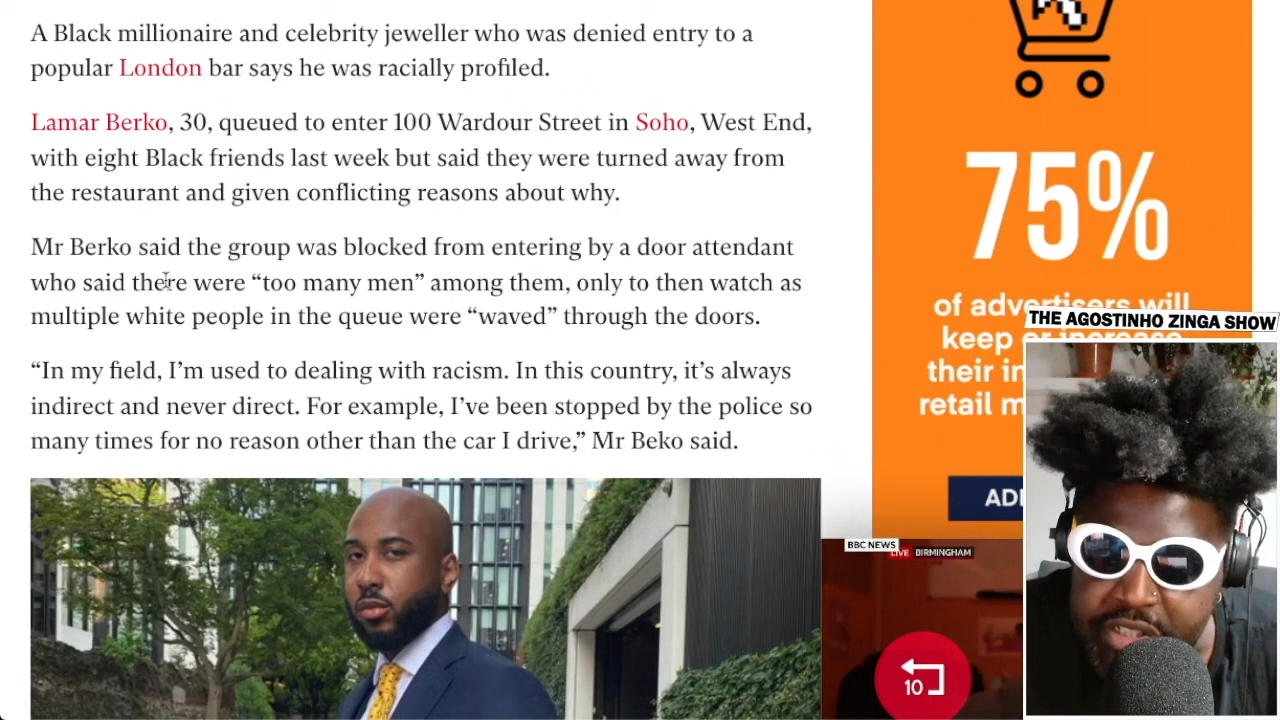 A Black millionaire and celebrity jeweller who was denied entry to a
popular London bar says he was racially profiled.
Lamar Berko, 30, queued to enter 100 Wardour Street in Soho, West End,
with eight Black friends last week but said they were turned away from
the restaurant and given conflicting reasons about why.
Mr Berko said the group was blocked from entering by a door attendant
who said there were “too many men” among them, only to then watch as
multiple white people in the queue were “waved” through the doors.
“In my field, I’m used to dealing with racism. In this country, it’s always
indirect and never direct. For example, I’ve been stopped by the police so
many times for no reason other than the car I drive,” Mr Beko said.
75%
of advertisers will
keep or increase
their
retail
THE AGOSTINHO ZINGA SHOW
BBC NEWS
LIVE BIRMINGHAM
10